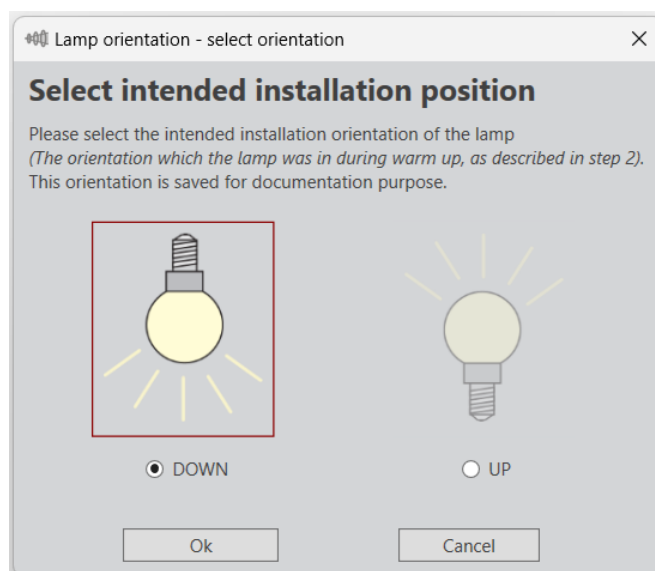 Lamp orientation - select orientation
Select intended installation position
Please select the intended installation orientation of the lamp
(The orientation which the lamp was in during warm up, as described in step 2).
This orientation is saved for documentation purpose.
DOWN
UP
Ok
Cancel